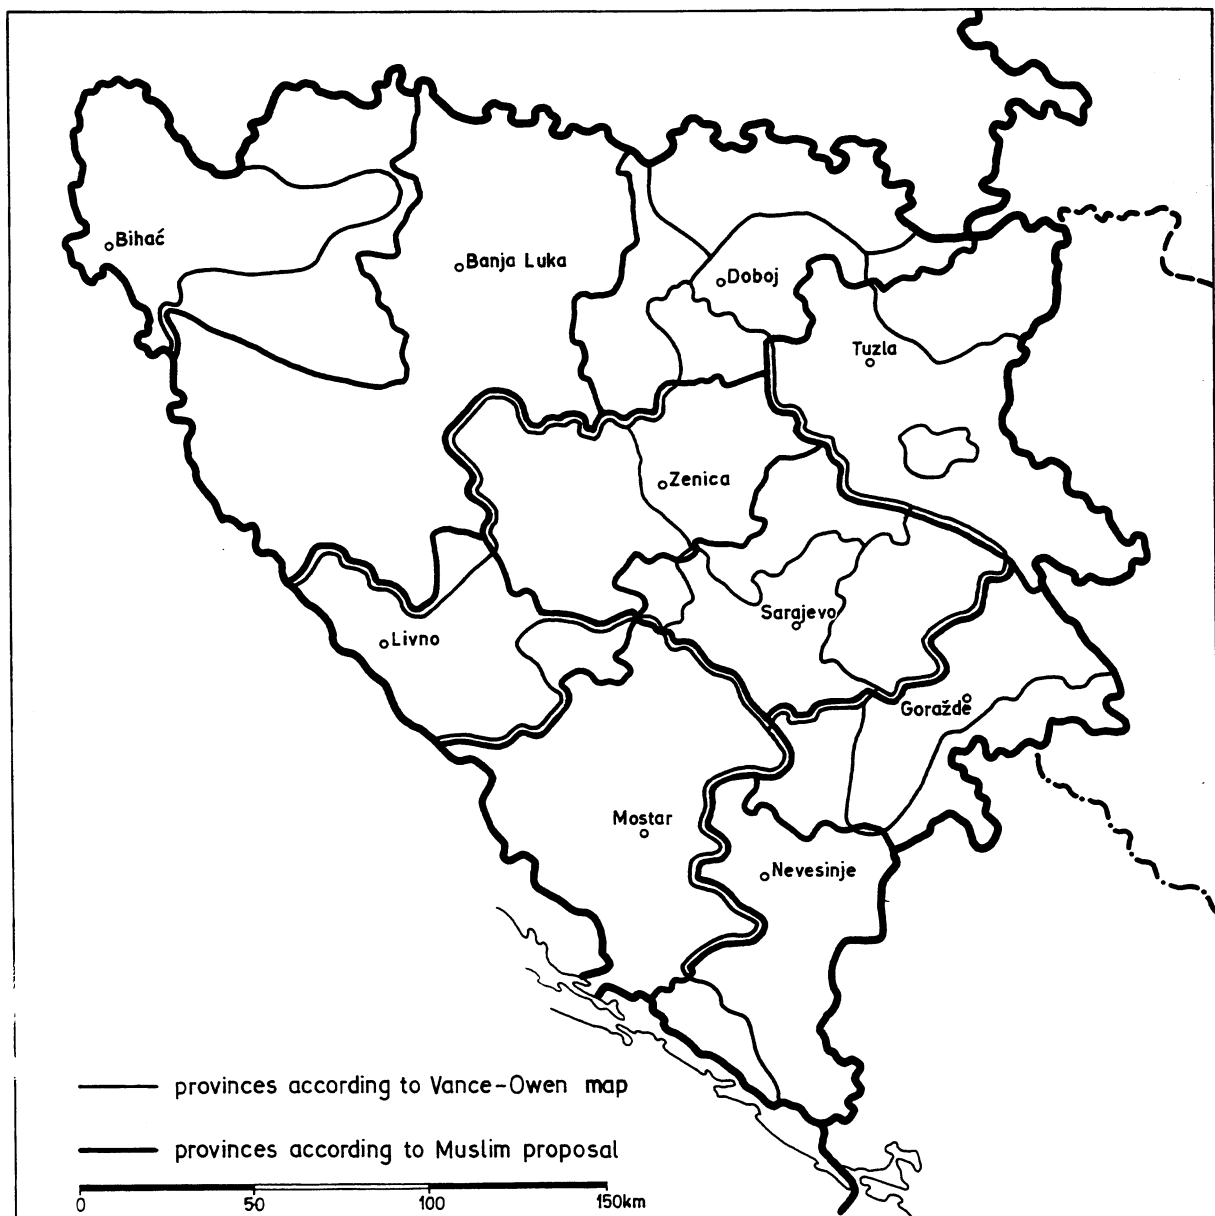 Bihać
Banja Luka
Doboj
Tuzla
Zenica
Sarajevo
Livno
Goražde
Mostar
Nevesinje
provinces according to Vance-Owen map
provinces according to Muslim proposal
0 50 100 150km